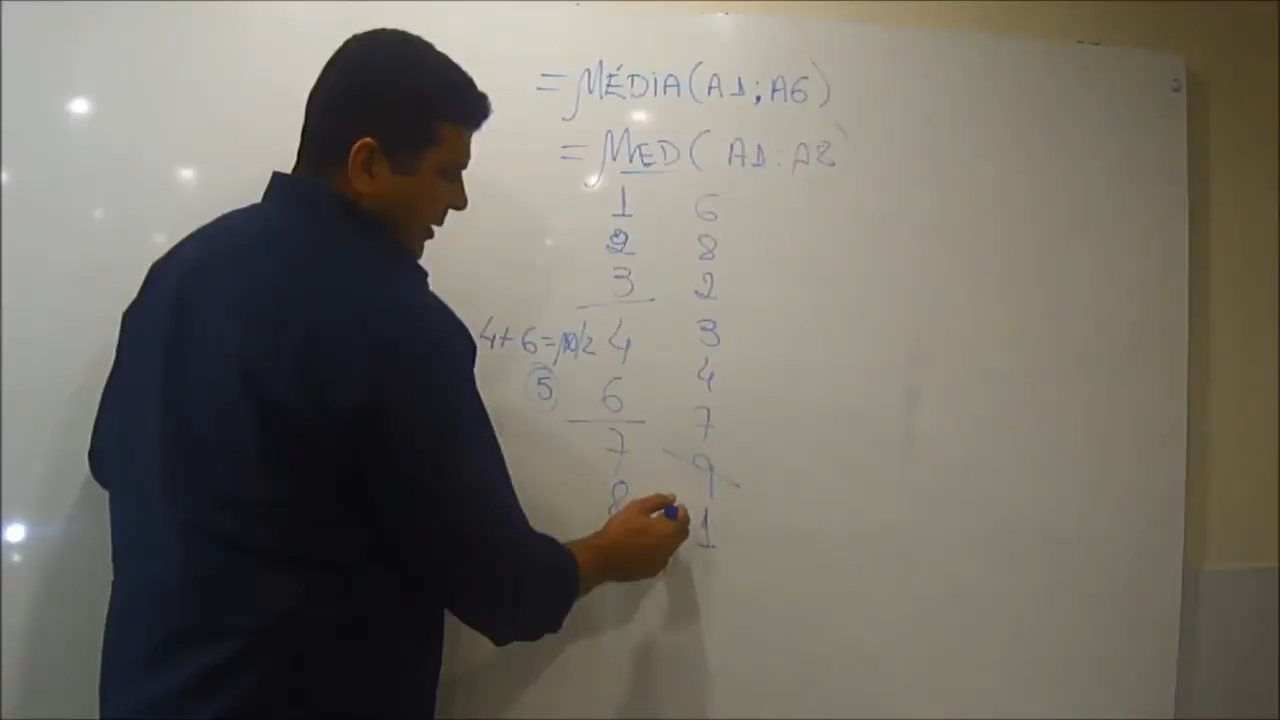 =MÉDIA(A1;A6)
=MED( A1:A8)
1 6
2 8
3 2
4+6=10/2 4 3
5 6 4
7 7
8 9
1